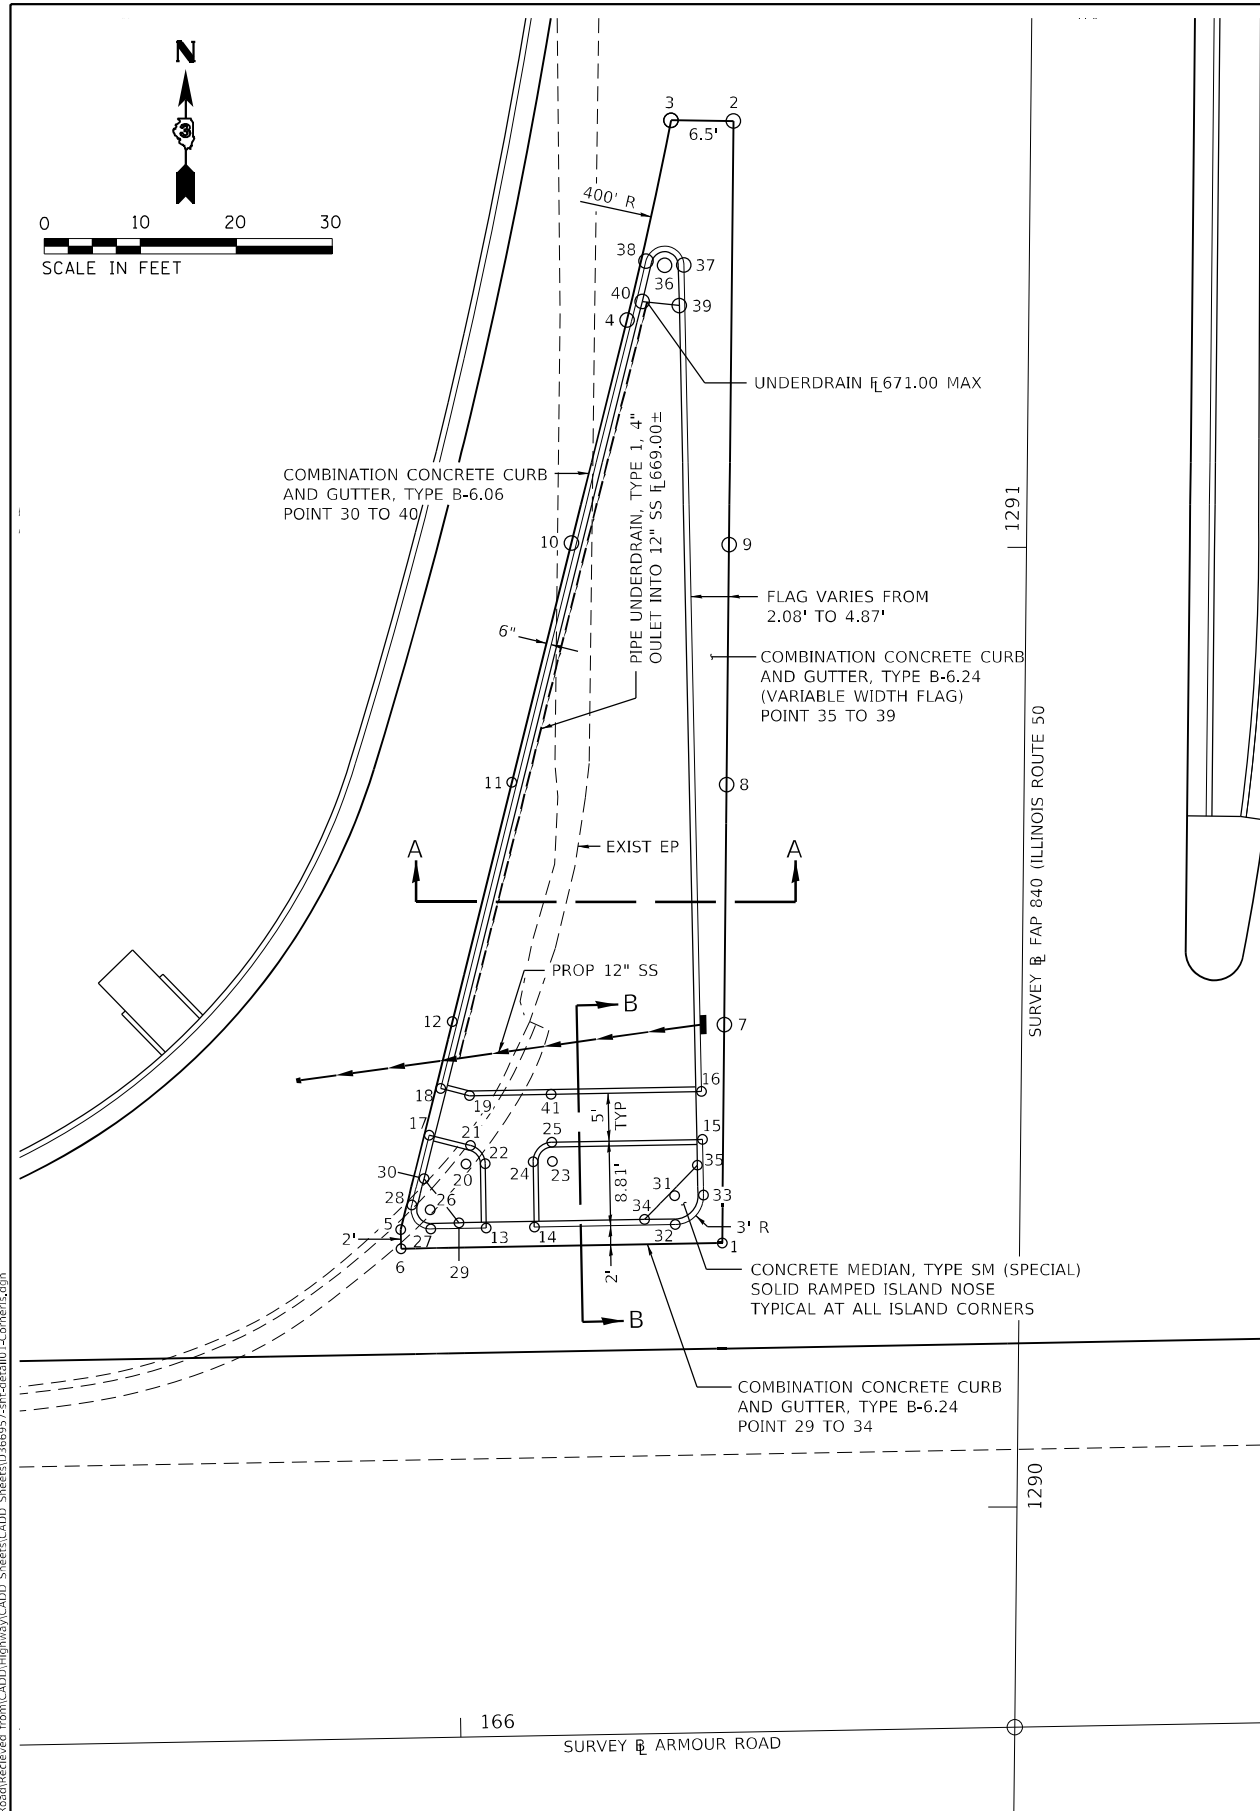 N
3
0 10 20 30
SCALE IN FEET
3 2
6.5'
400' R
38 37
36
40 39
4
UNDERDRAIN ℄ 671.00 MAX
PIPE UNDERDRAIN, TYPE 1, 4"
OULET INTO 12" SS ℄ 669.00±
COMBINATION CONCRETE CURB
AND GUTTER, TYPE B-6.06
POINT 30 TO 40
1291
10 9
FLAG VARIES FROM
2.08' TO 4.87'
6"
COMBINATION CONCRETE CURB
AND GUTTER, TYPE B-6.24
(VARIABLE WIDTH FLAG)
POINT 35 TO 39
SURVEY ℄ FAP 840 (ILLINOIS ROUTE 50
11 8
EXIST EP
A A
PROP 12" SS
B
12 7
18 19 41 16
5'
TYP
17 21 25 15
22 24 23 35
20
30 31
8.81'
28 26 34 33
5 27 13 14 32 3' R
2' 1
6 29 2'
CONCRETE MEDIAN, TYPE SM (SPECIAL)
SOLID RAMPED ISLAND NOSE
TYPICAL AT ALL ISLAND CORNERS
B
COMBINATION CONCRETE CURB
AND GUTTER, TYPE B-6.24
POINT 29 TO 34
1290
166
SURVEY ℄ ARMOUR ROAD